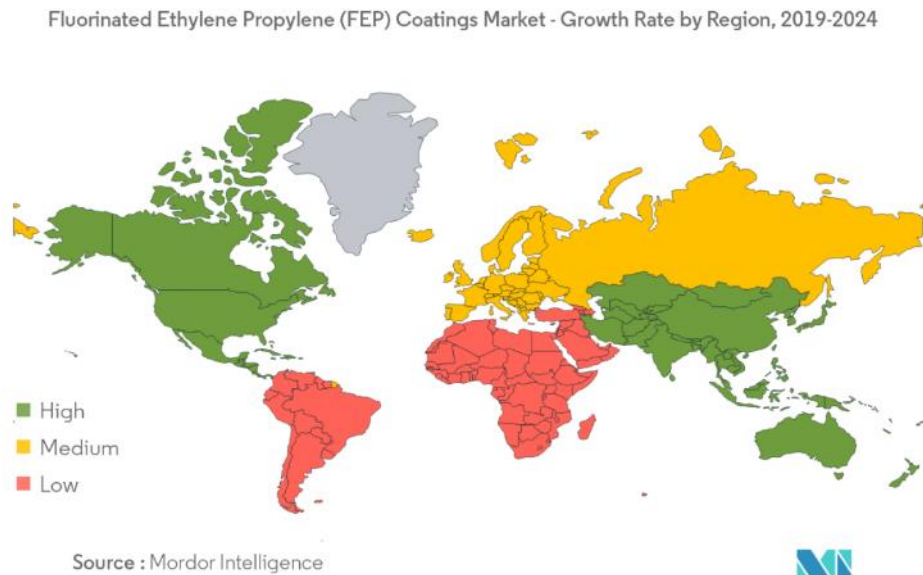 Fluorinated Ethylene Propylene (FEP) Coatings Market - Growth Rate by Region, 2019-2024
High
Medium
Low
Source : Mordor Intelligence